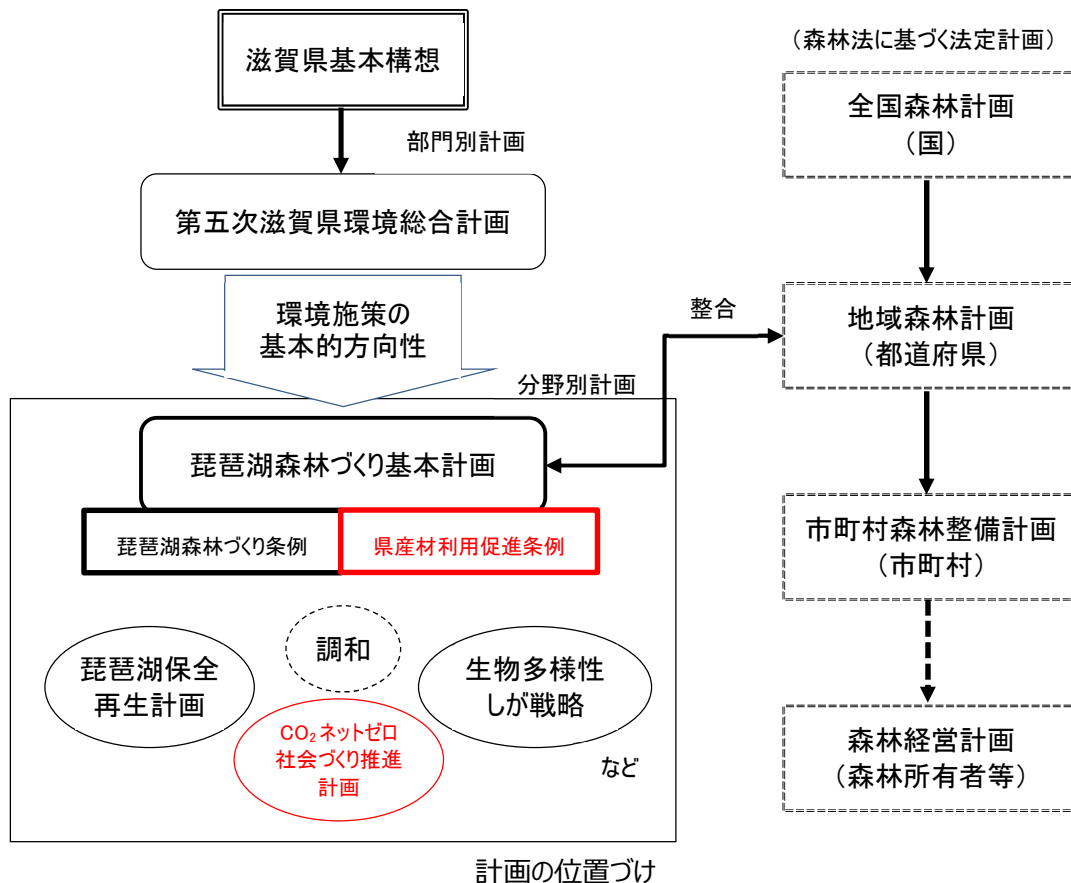 滋賀県基本構想
部門別計画
第五次滋賀県環境総合計画
環境施策の
基本的方向性
分野別計画
琵琶湖森林づくり基本計画
琵琶湖森林づくり条例
県産材利用促進条例
調和
琵琶湖保全
再生計画
生物多様性
しが戦略
CO₂ネットゼロ
社会づくり推進
計画
など
整合
（森林法に基づく法定計画）
全国森林計画
（国）
地域森林計画
（都道府県）
市町村森林整備計画
（市町村）
森林経営計画
（森林所有者等）
計画の位置づけ